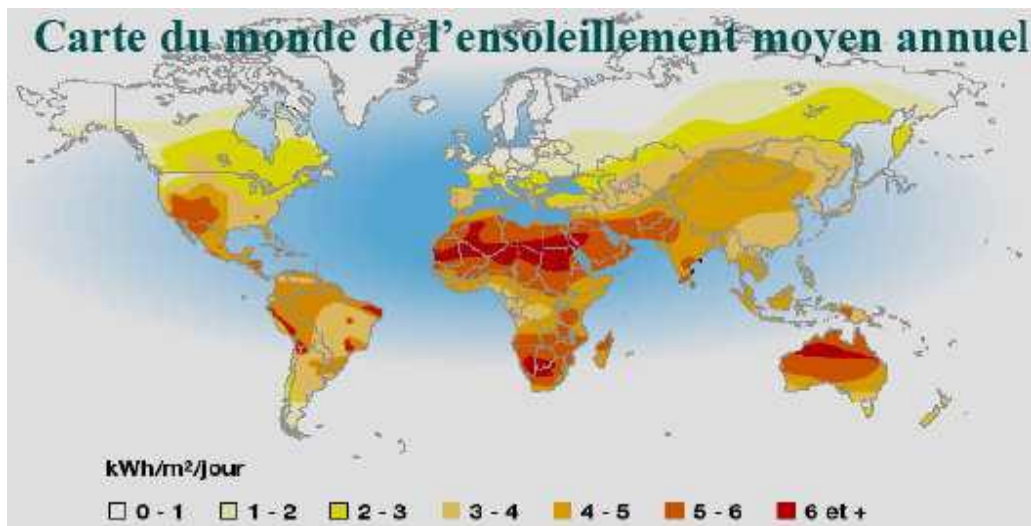 Carte du monde de l'ensoleillement moyen annuel
kWh/m²/jour
0 - 1 1 - 2 2 - 3 3 - 4 4 - 5 5 - 6 6 et +